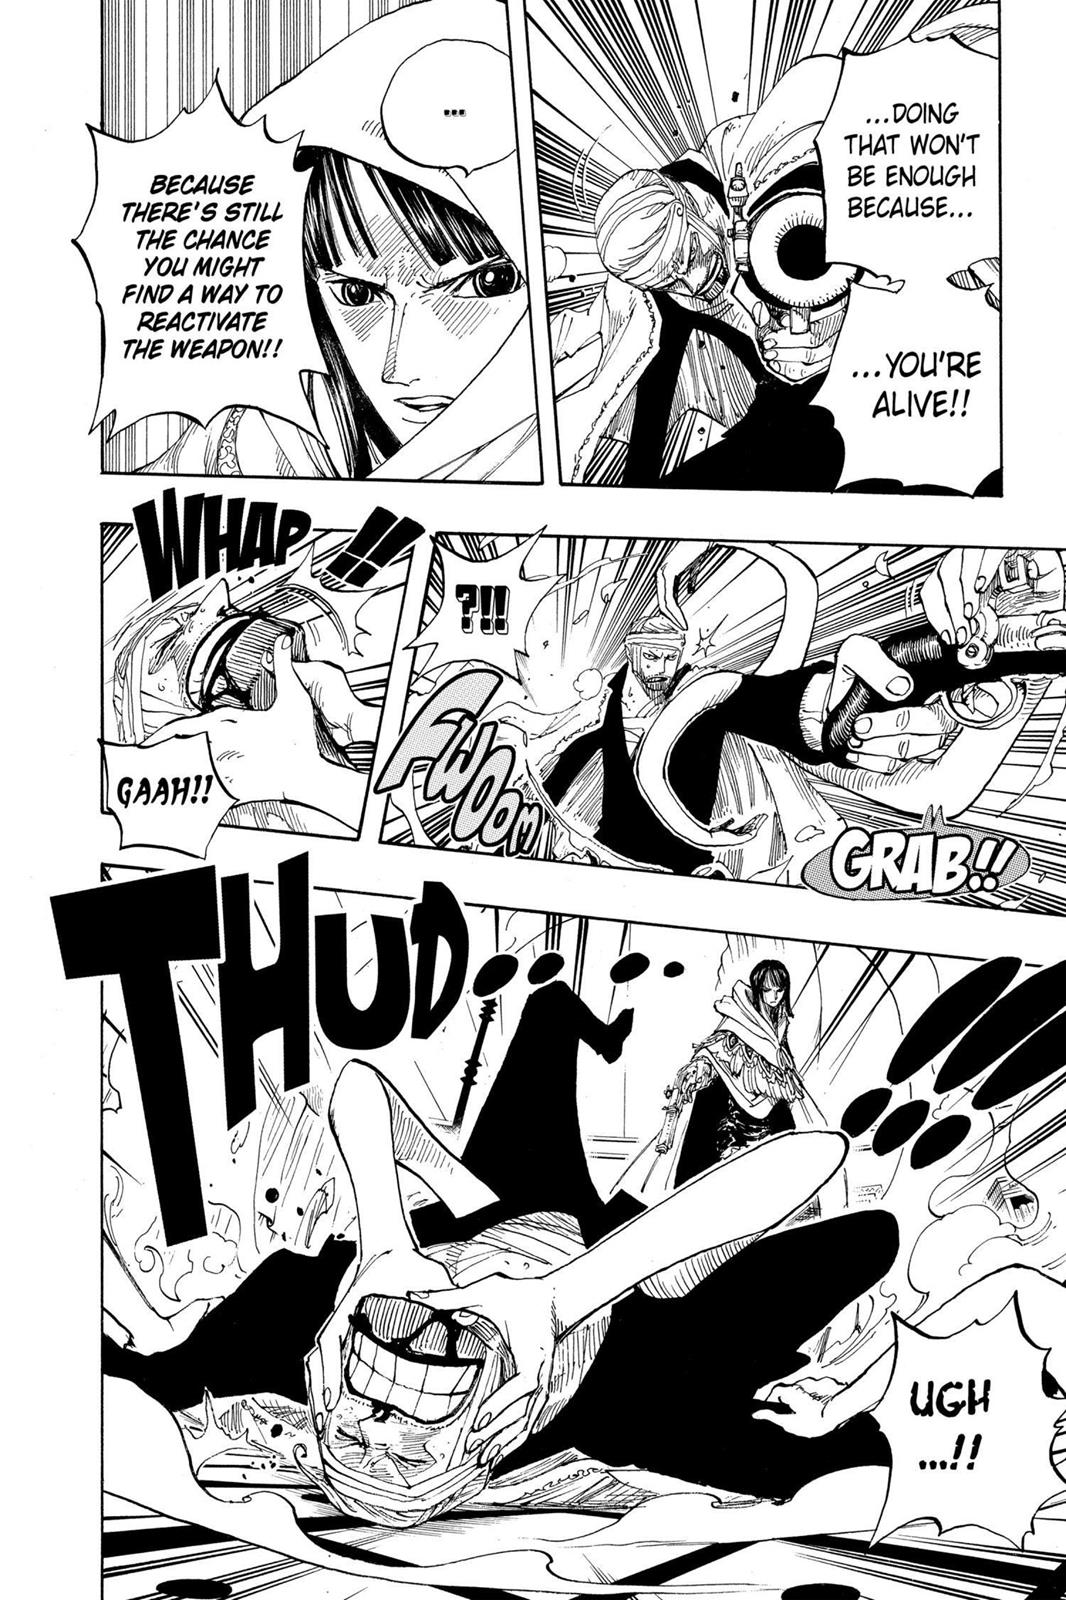 ...DOING
THAT WON'T
BE ENOUGH
BECAUSE...
...YOU'RE
ALIVE!!
...
BECAUSE
THERE'S STILL
THE CHANCE
YOU MIGHT
FIND A WAY TO
REACTIVATE
THE WEAPON!!
GRAB!!
?!!
FWOOM
WHAP!!
GAAH!!
THUD......
UGH
...!!